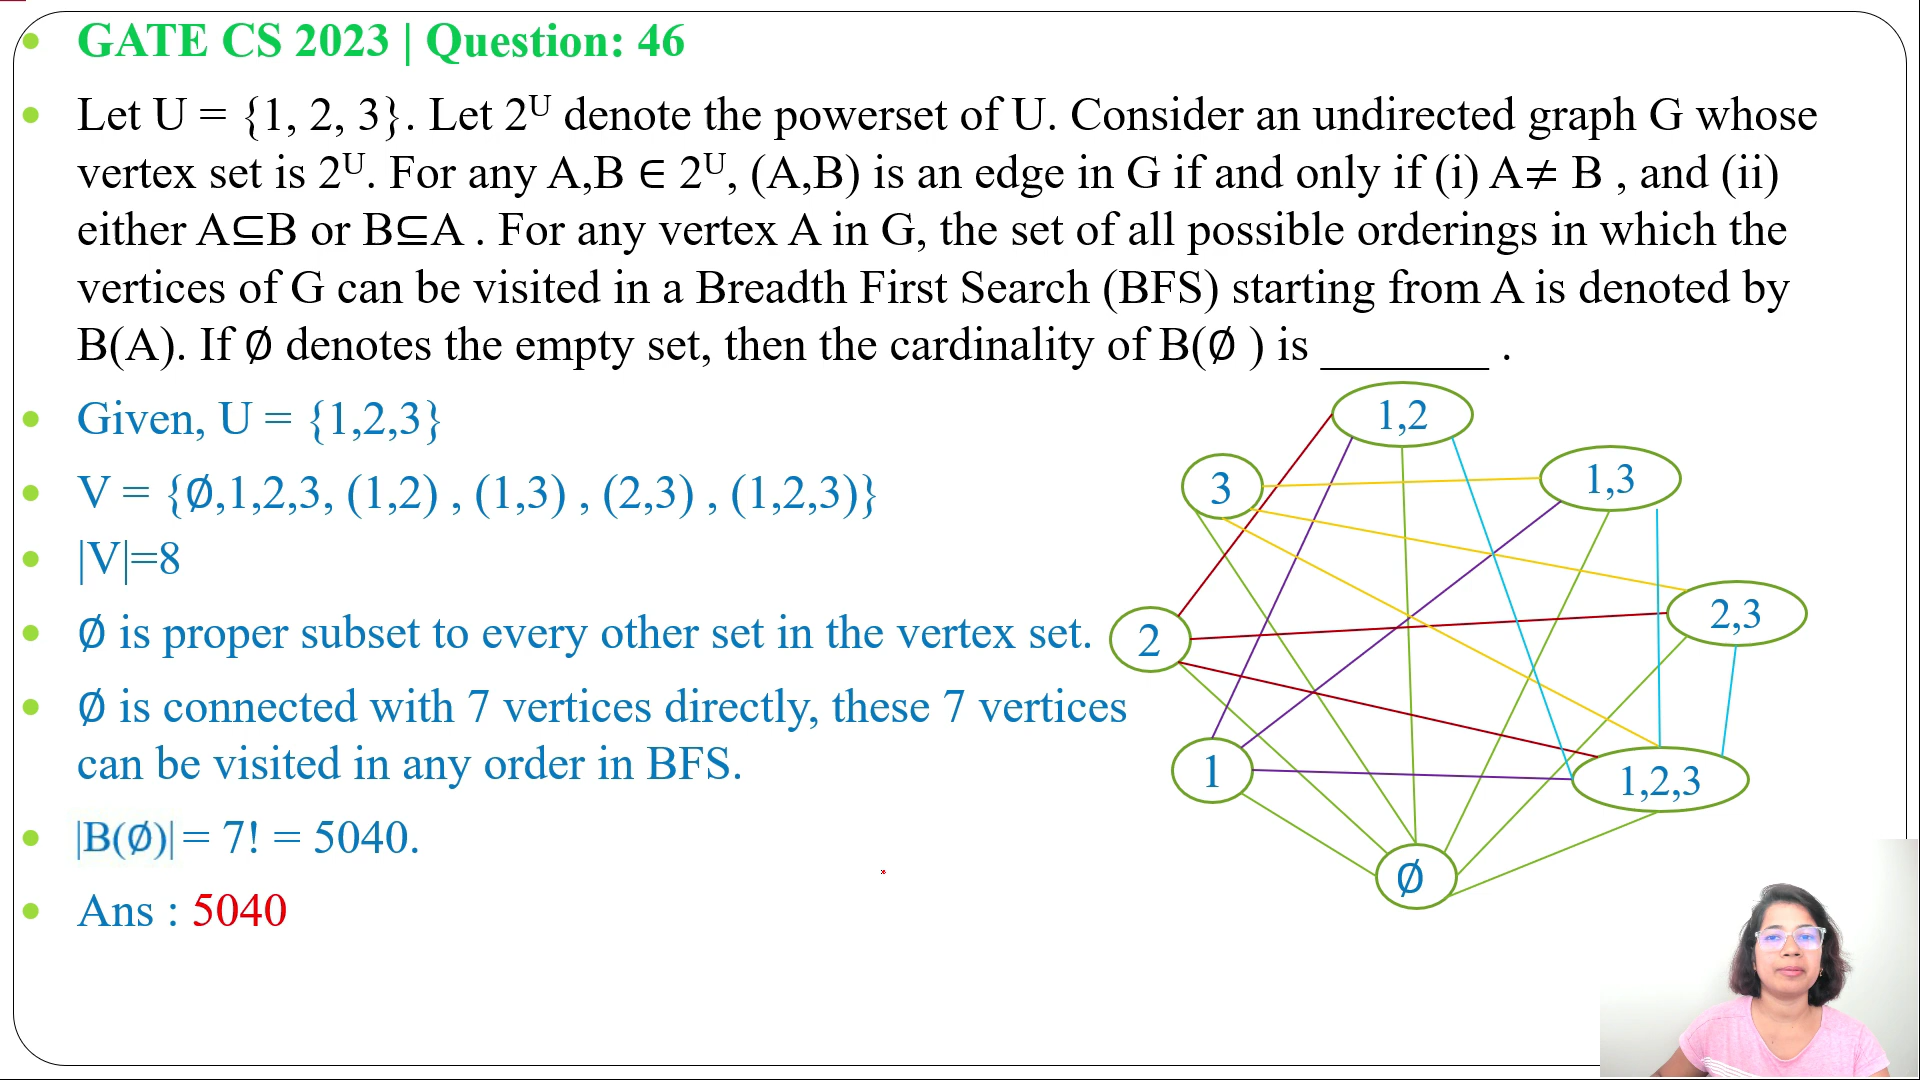 GATE CS 2023 | Question: 46
Let U = {1, 2, 3}. Let 2ᵁ denote the powerset of U. Consider an undirected graph G whose
vertex set is 2ᵁ. For any A,B ∈ 2ᵁ, (A,B) is an edge in G if and only if (i) A≠ B , and (ii)
either A⊆B or B⊆A . For any vertex A in G, the set of all possible orderings in which the
vertices of G can be visited in a Breadth First Search (BFS) starting from A is denoted by
B(A). If ∅ denotes the empty set, then the cardinality of B(∅ ) is ________ .
Given, U = {1,2,3}
V = {∅,1,2,3, (1,2) , (1,3) , (2,3) , (1,2,3)}
|V|=8
∅ is proper subset to every other set in the vertex set.
∅ is connected with 7 vertices directly, these 7 vertices
can be visited in any order in BFS.
|B(∅)| = 7! = 5040.
Ans : 5040
1,2
3
1,3
2,3
2
1
1,2,3
∅